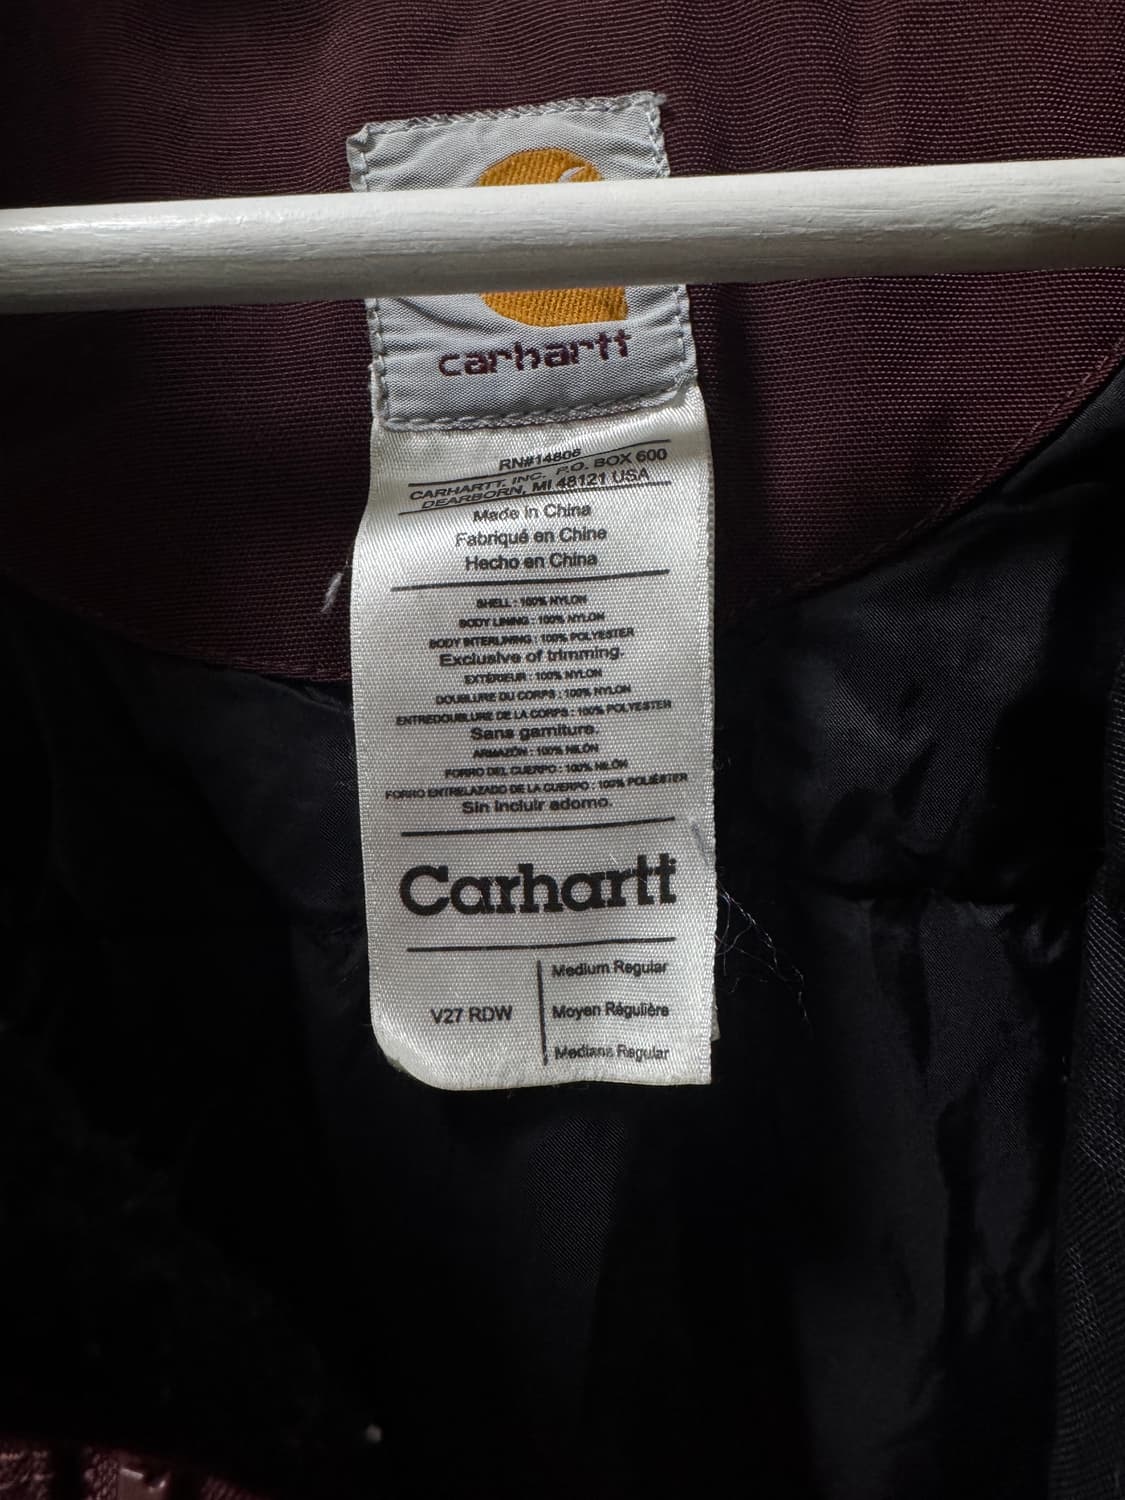 carhartt
RN#14806
CARHARTT, INC. P.O. BOX 600
DEARBORN, MI 48121 USA
Made in China
Fabriqué en Chine
Hecho en China
SHELL : 100% NYLON
BODY LINING : 100% NYLON
BODY INTERLINING : 100% POLYESTER
Exclusive of trimming.
EXTÉRIEUR : 100% NYLON
DOUBLURE DU CORPS : 100% NYLON
ENTREDOUBLURE DE LA CORPS : 100% POLYESTER
Sans garniture.
ARMAZÓN : 100% NILÓN
FORRO DEL CUERPO : 100% NILÓN
FORRO ENTRELAZADO DE LA CUERPO : 100% POLIÉSTER
Sin incluir adorno.
Carhartt
V27 RDW
Medium Regular
Moyen Régulière
Mediana Regular